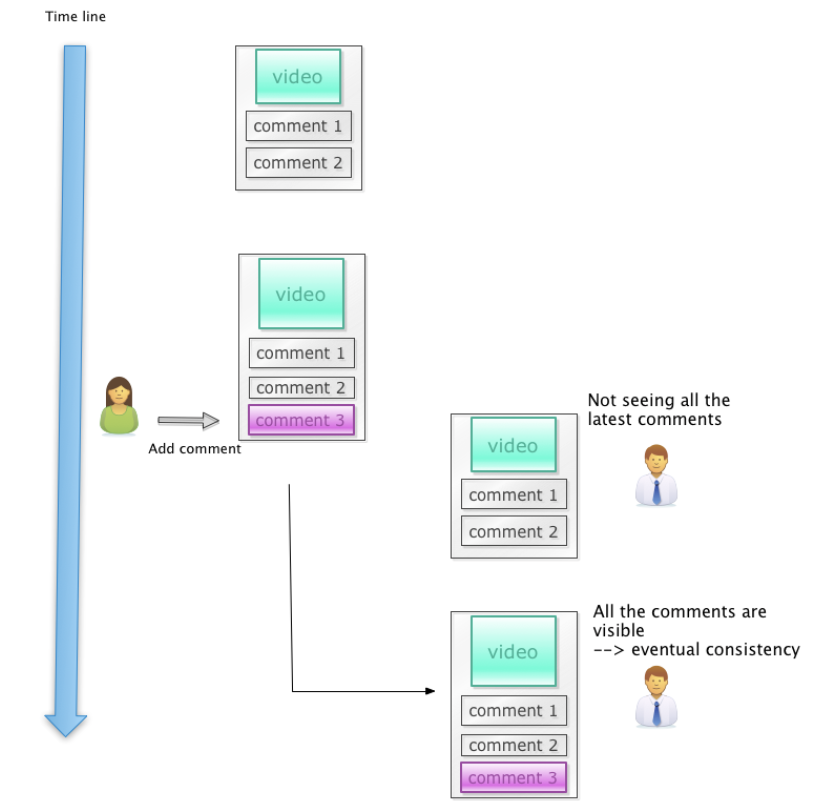 Time line
video
comment 1
comment 2
video
comment 1
comment 2
comment 3
Add comment
Not seeing all the
latest comments
video
comment 1
comment 2
All the comments are
visible
--> eventual consistency
video
comment 1
comment 2
comment 3